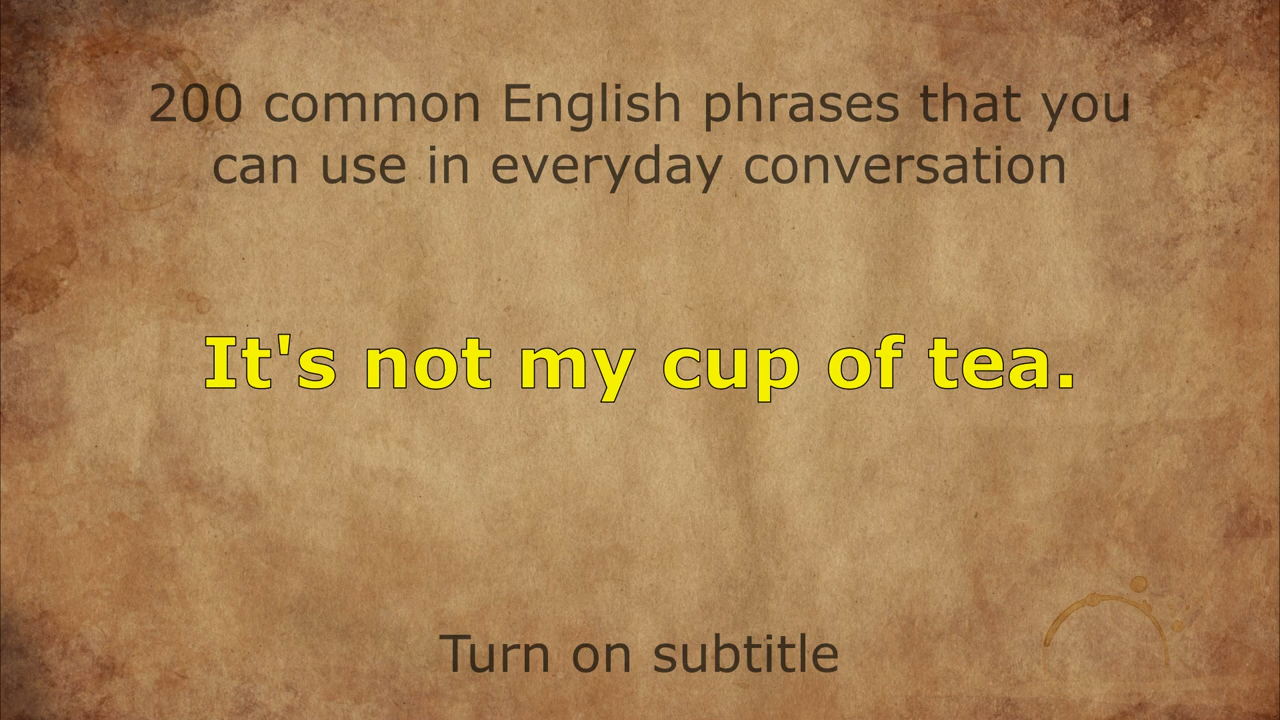 200 common English phrases that you
can use in everyday conversation
It's not my cup of tea.
Turn on subtitle